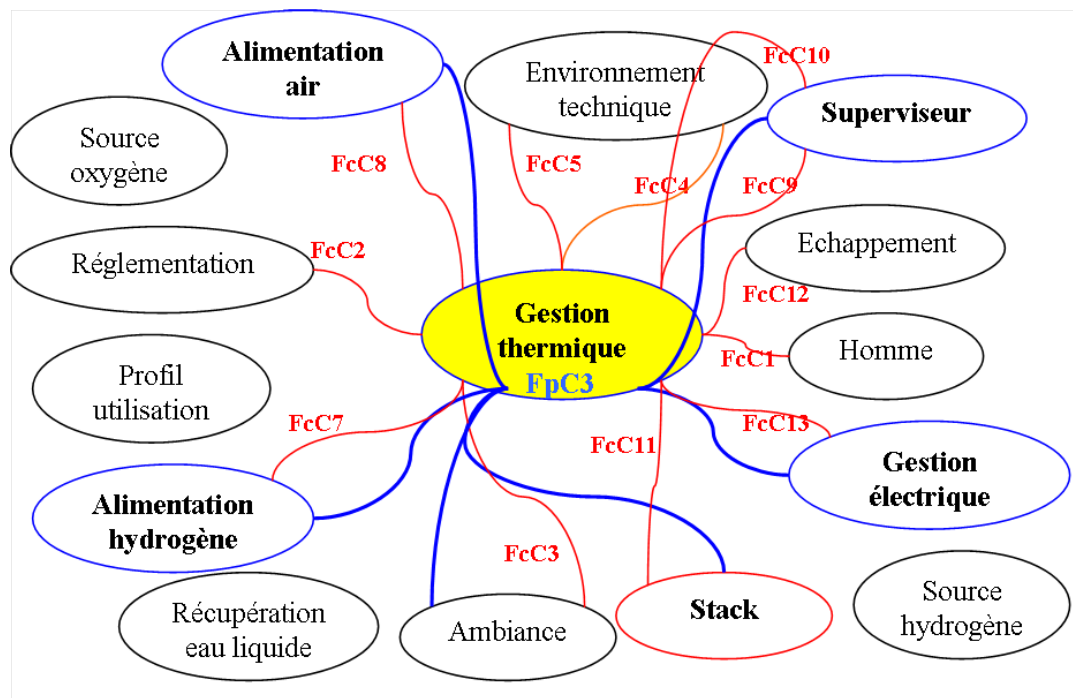 Alimentation
air
Environnement
technique
FcC10
Superviseur
Source
oxygène
FcC8
FcC5
FcC4
FcC9
Réglementation
FcC2
Echappement
FcC12
Gestion
thermique
FpC3
Homme
FcC1
Profil
utilisation
FcC7
FcC11
FcC13
Gestion
électrique
Alimentation
hydrogène
FcC3
Récupération
eau liquide
Ambiance
Stack
Source
hydrogène